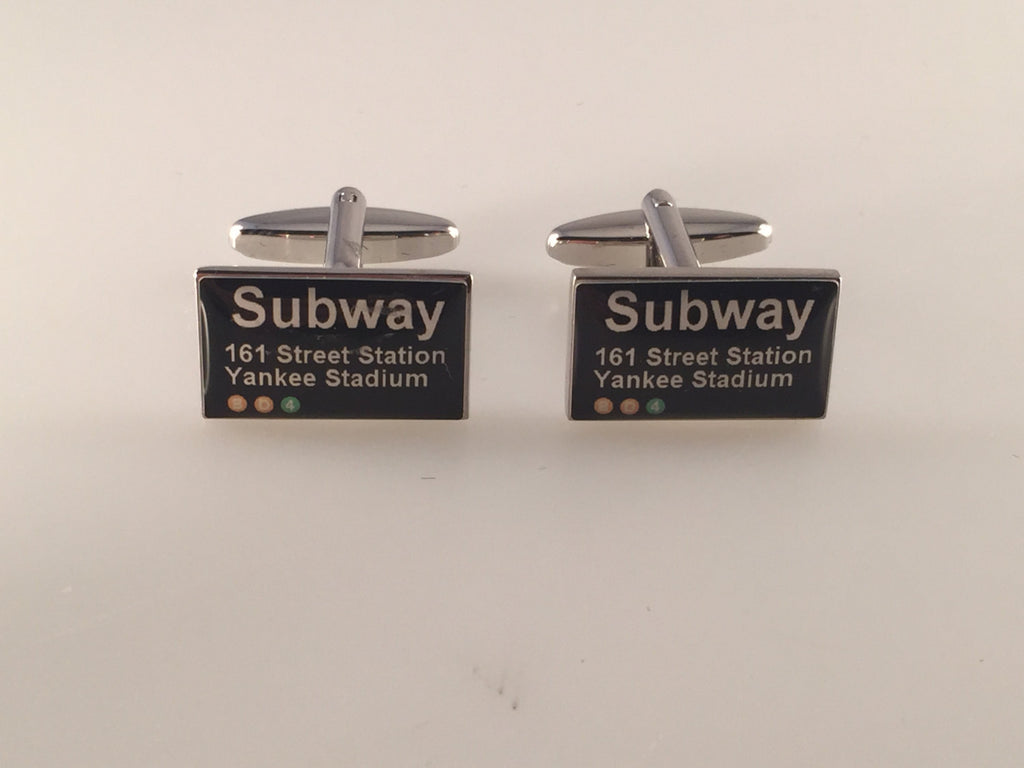 Subway
161 Street Station
Yankee Stadium
B D 4
Subway
161 Street Station
Yankee Stadium
B D 4